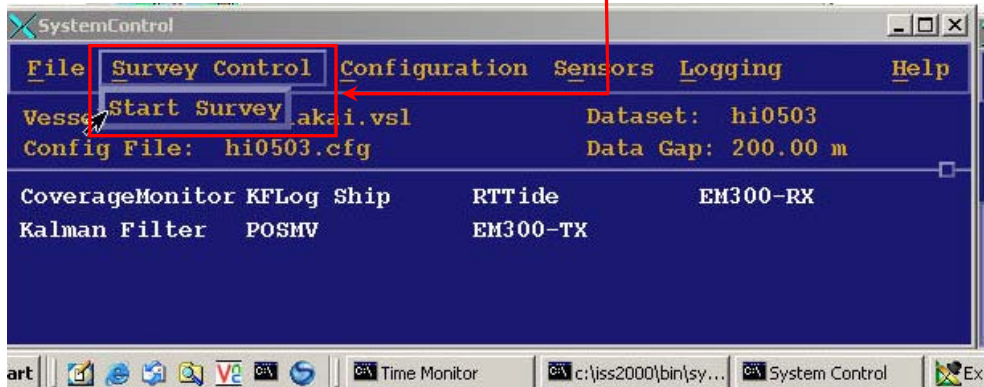 SystemControl
File Survey Control Configuration Sensors Logging Help
Start Survey
Vesse akai.vsl Dataset: hi0503
Config File: hi0503.cfg Data Gap: 200.00 m
CoverageMonitor KFLog Ship RTTide EM300-RX
Kalman Filter POSMV EM300-TX
art Time Monitor c:\iss2000\bin\sy... System Control Ex